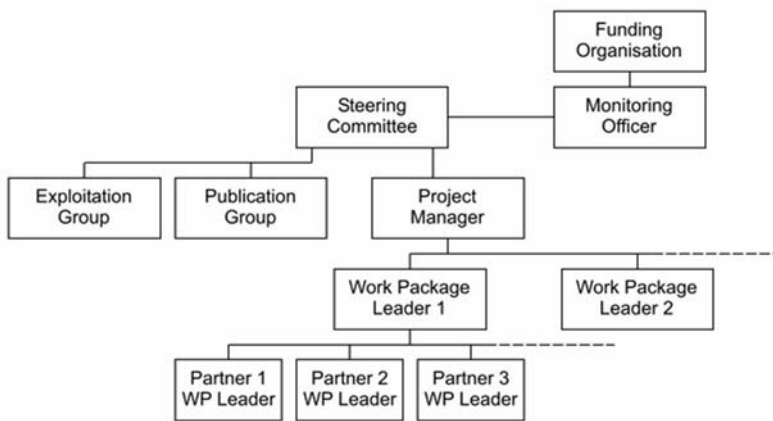 Funding
Organisation
Steering
Committee
Monitoring
Officer
Exploitation
Group
Publication
Group
Project
Manager
Work Package
Leader 1
Work Package
Leader 2
Partner 1
WP Leader
Partner 2
WP Leader
Partner 3
WP Leader